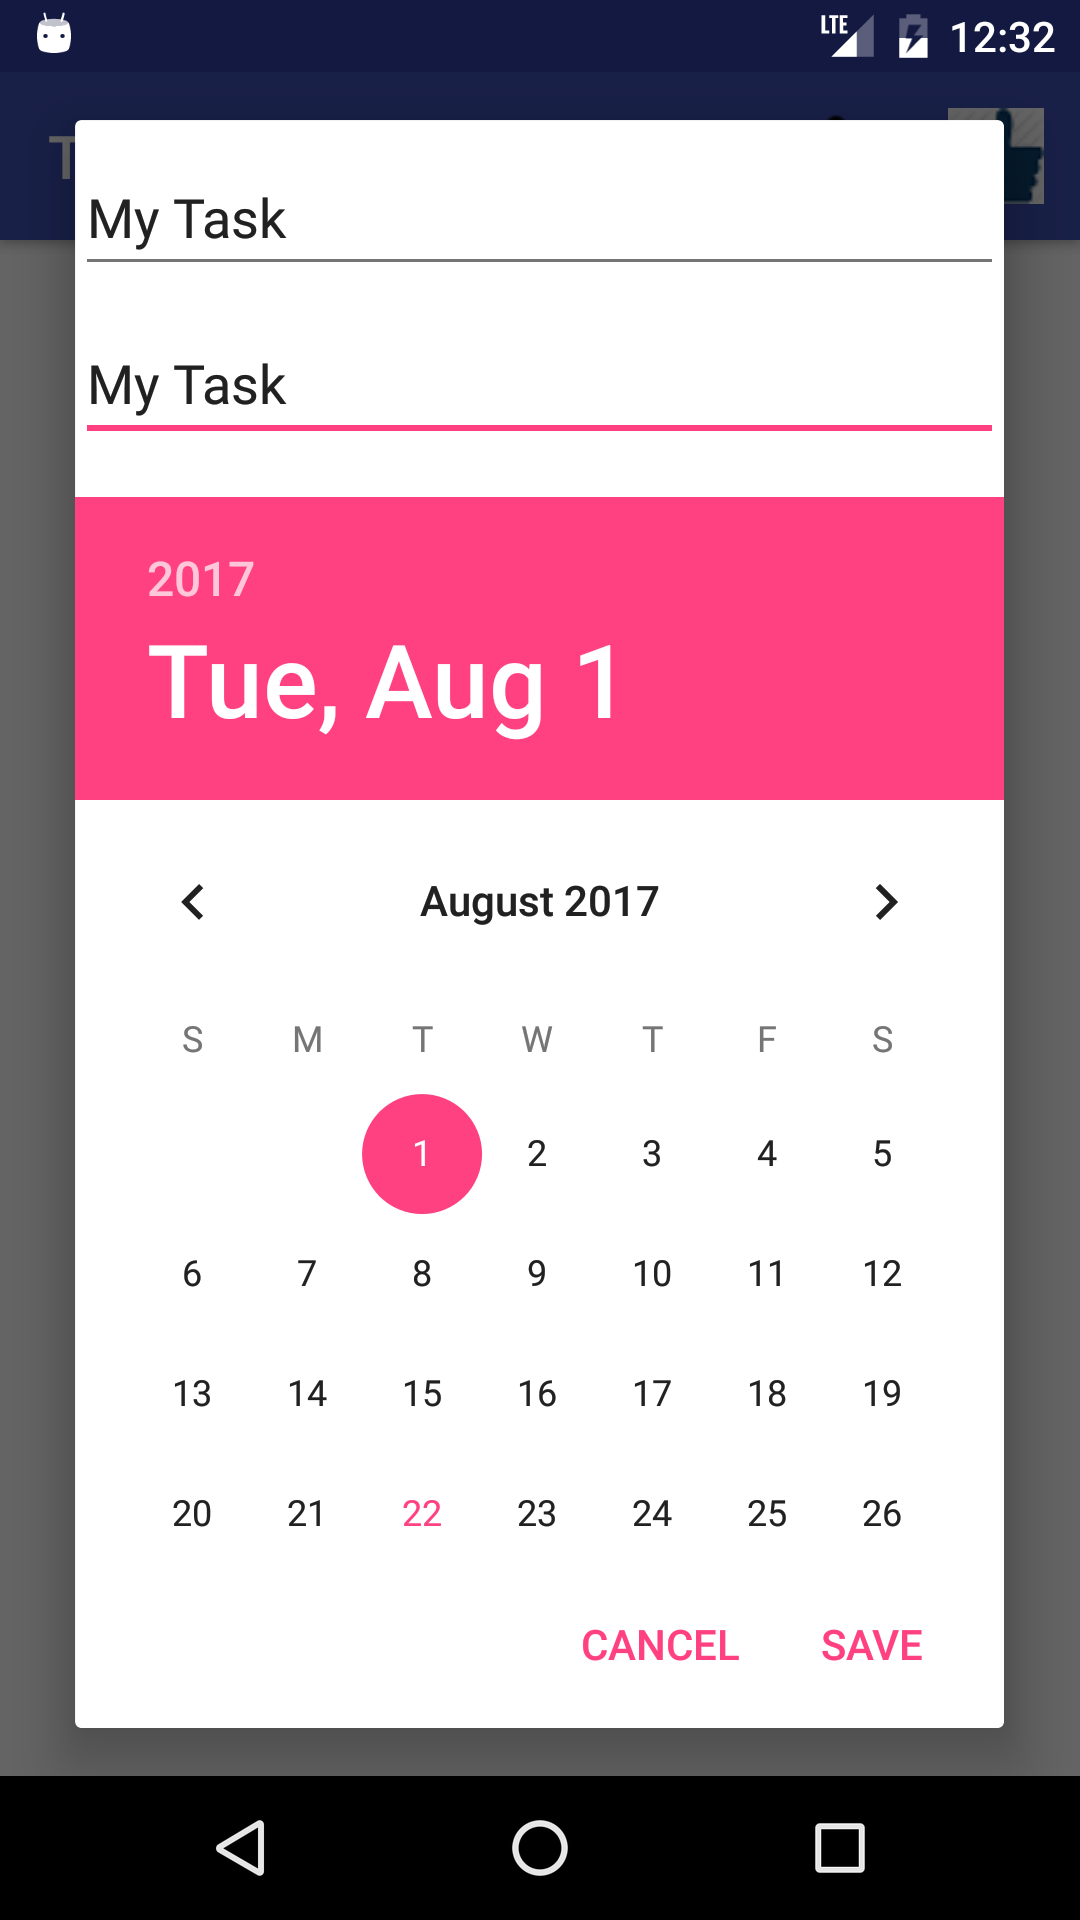 LTE 12:32
T
My Task
My Task
2017
Tue, Aug 1
August 2017
S M T W T F S
1 2 3 4 5
6 7 8 9 10 11 12
13 14 15 16 17 18 19
20 21 22 23 24 25 26
CANCEL SAVE